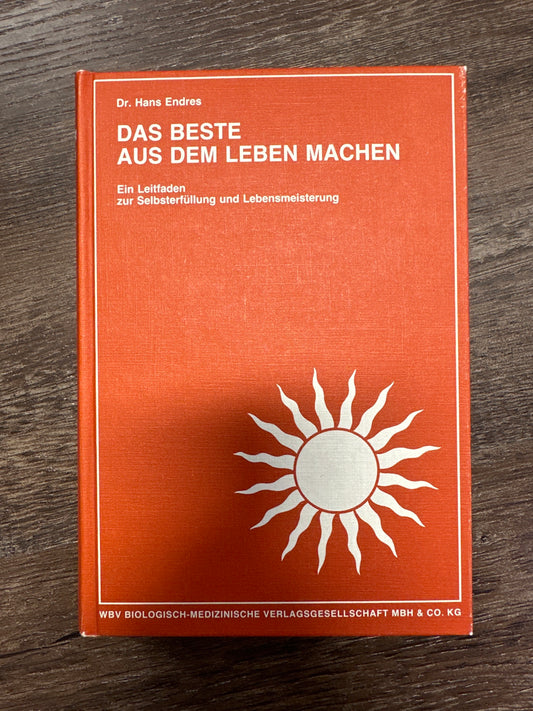 Dr. Hans Endres
DAS BESTE
AUS DEM LEBEN MACHEN
Ein Leitfaden
zur Selbsterfüllung und Lebensmeisterung
WBV BIOLOGISCH-MEDIZINISCHE VERLAGSGESELLSCHAFT MBH & CO. KG